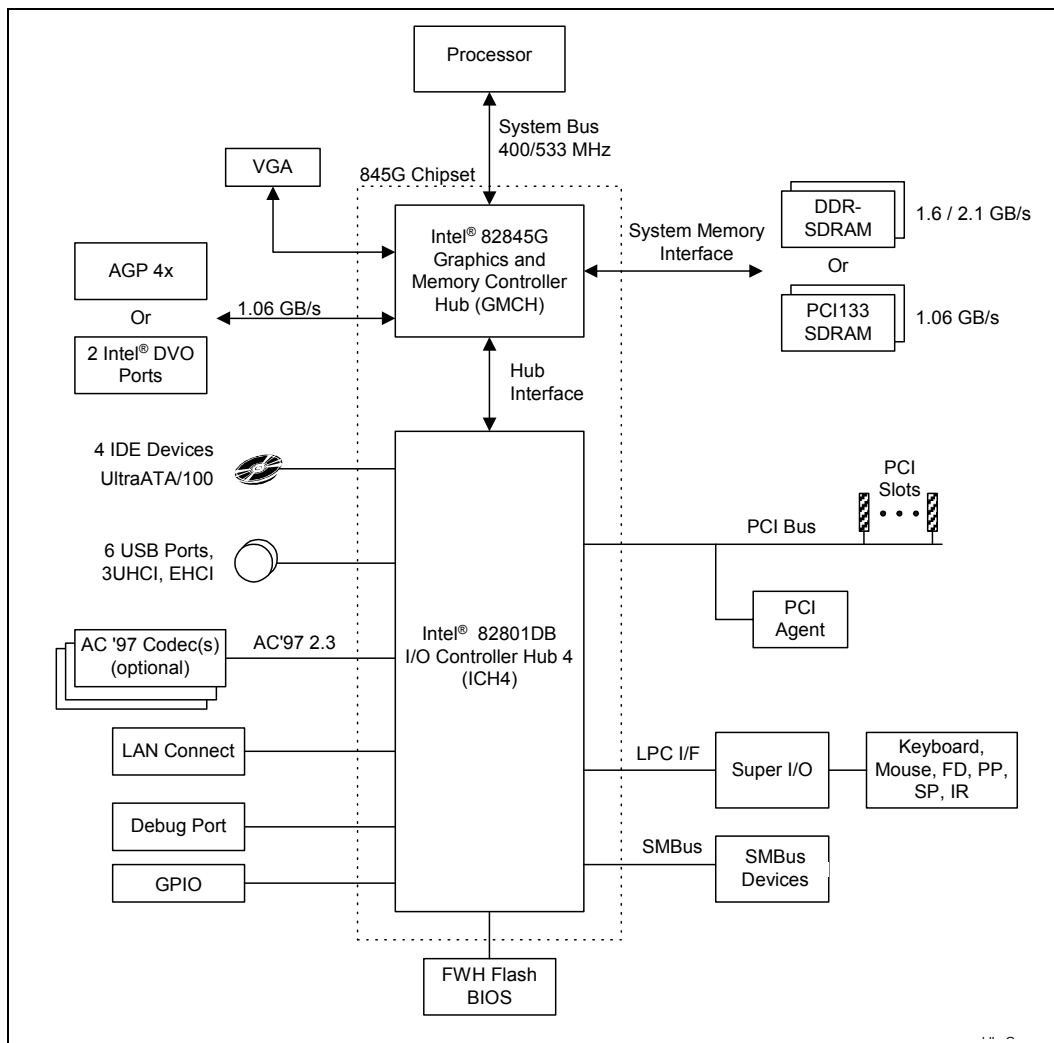 Processor
System Bus
400/533 MHz
VGA
845G Chipset
Intel® 82845G
Graphics and
Memory Controller
Hub (GMCH)
System Memory
Interface
DDR-
SDRAM
1.6 / 2.1 GB/s
Or
PCI133
SDRAM
1.06 GB/s
AGP 4x
Or
2 Intel® DVO
Ports
1.06 GB/s
Hub
Interface
4 IDE Devices
UltraATA/100
6 USB Ports,
3UHCI, EHCI
AC '97 Codec(s)
(optional)
AC'97 2.3
LAN Connect
Debug Port
GPIO
Intel® 82801DB
I/O Controller Hub 4
(ICH4)
PCI
Slots
PCI Bus
PCI
Agent
LPC I/F
Super I/O
Keyboard,
Mouse, FD, PP,
SP, IR
SMBus
SMBus
Devices
FWH Flash
BIOS